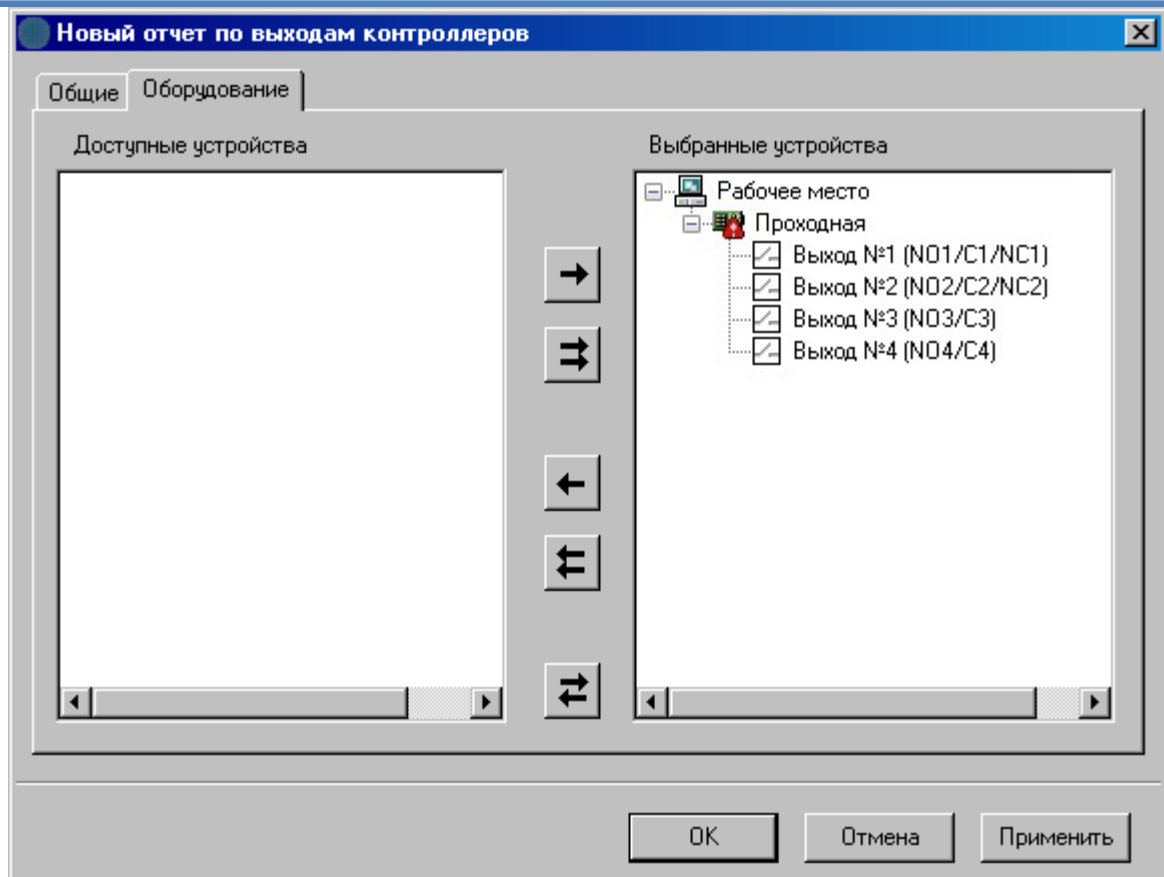 Новый отчет по выходам контроллеров
Общие Оборудование
Доступные устройства
Выбранные устройства
Рабочее место
Проходная
Выход №1 (NO1/C1/NC1)
Выход №2 (NO2/C2/NC2)
Выход №3 (NO3/C3)
Выход №4 (NO4/C4)
OK Отмена Применить